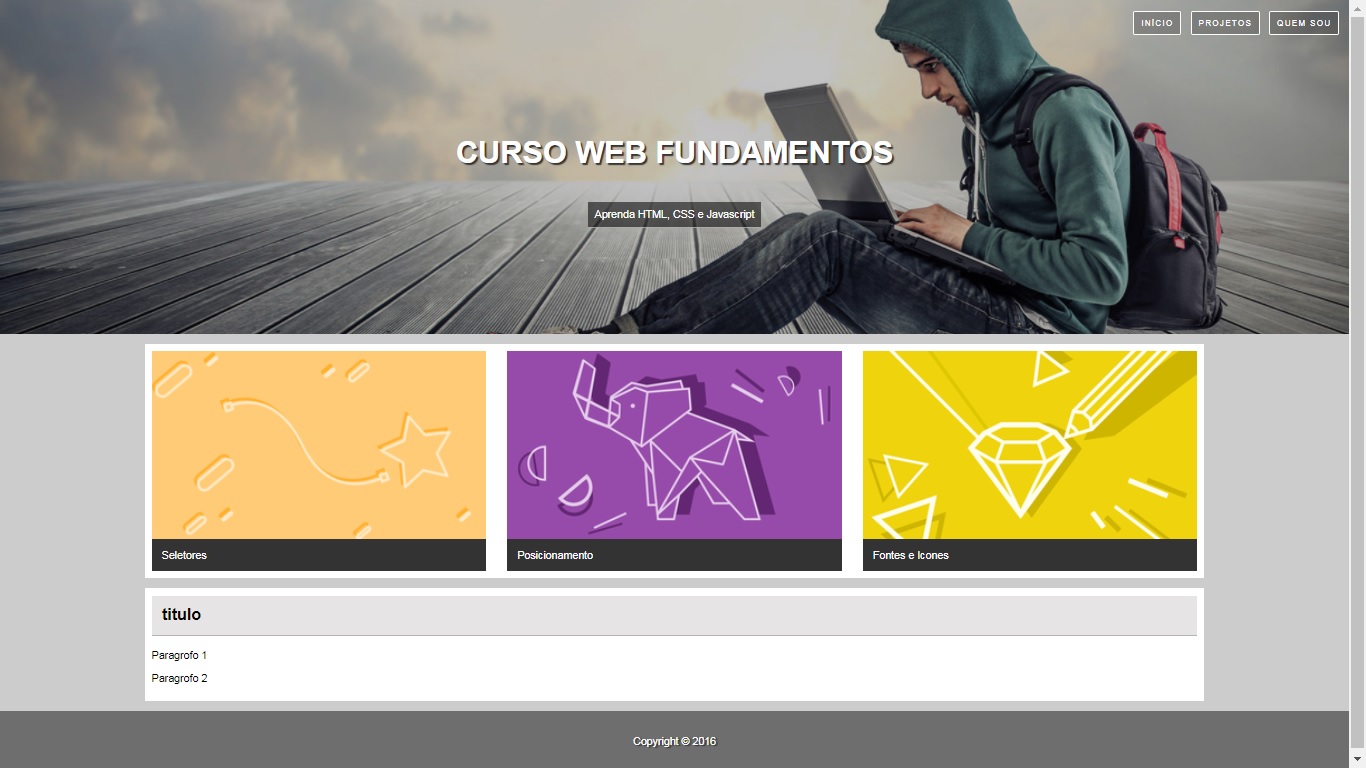 INÍCIO PROJETOS QUEM SOU
CURSO WEB FUNDAMENTOS
Aprenda HTML, CSS e Javascript
Seletores
Posicionamento
Fontes e Icones
titulo
Paragrofo 1
Paragrofo 2
Copyright © 2016